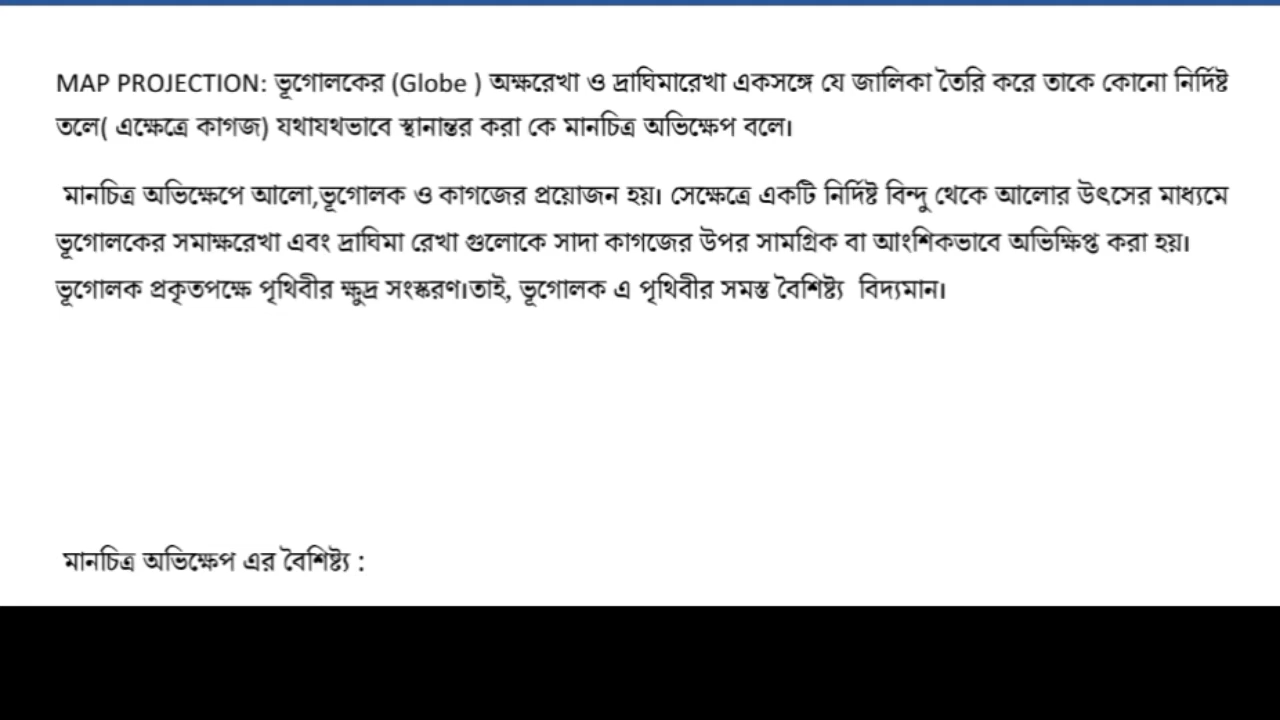 MAP PROJECTION: ভূগোলকের (Globe ) অক্ষরেখা ও দ্রাঘিমারেখা একসঙ্গে যে জালিকা তৈরি করে তাকে কোনো নির্দিষ্ট
তলে( এক্ষেত্রে কাগজ) যথাযথভাবে স্থানান্তর করা কে মানচিত্র অভিক্ষেপ বলে।
মানচিত্র অভিক্ষেপে আলো,ভূগোলক ও কাগজের প্রয়োজন হয়। সেক্ষেত্রে একটি নির্দিষ্ট বিন্দু থেকে আলোর উৎসের মাধ্যমে
ভূগোলকের সমাক্ষরেখা এবং দ্রাঘিমা রেখা গুলোকে সাদা কাগজের উপর সামগ্রিক বা আংশিকভাবে অভিক্ষিপ্ত করা হয়।
ভূগোলক প্রকৃতপক্ষে পৃথিবীর ক্ষুদ্র সংস্করণ।তাই, ভূগোলক এ পৃথিবীর সমস্ত বৈশিষ্ট্য বিদ্যমান।
মানচিত্র অভিক্ষেপ এর বৈশিষ্ট্য :